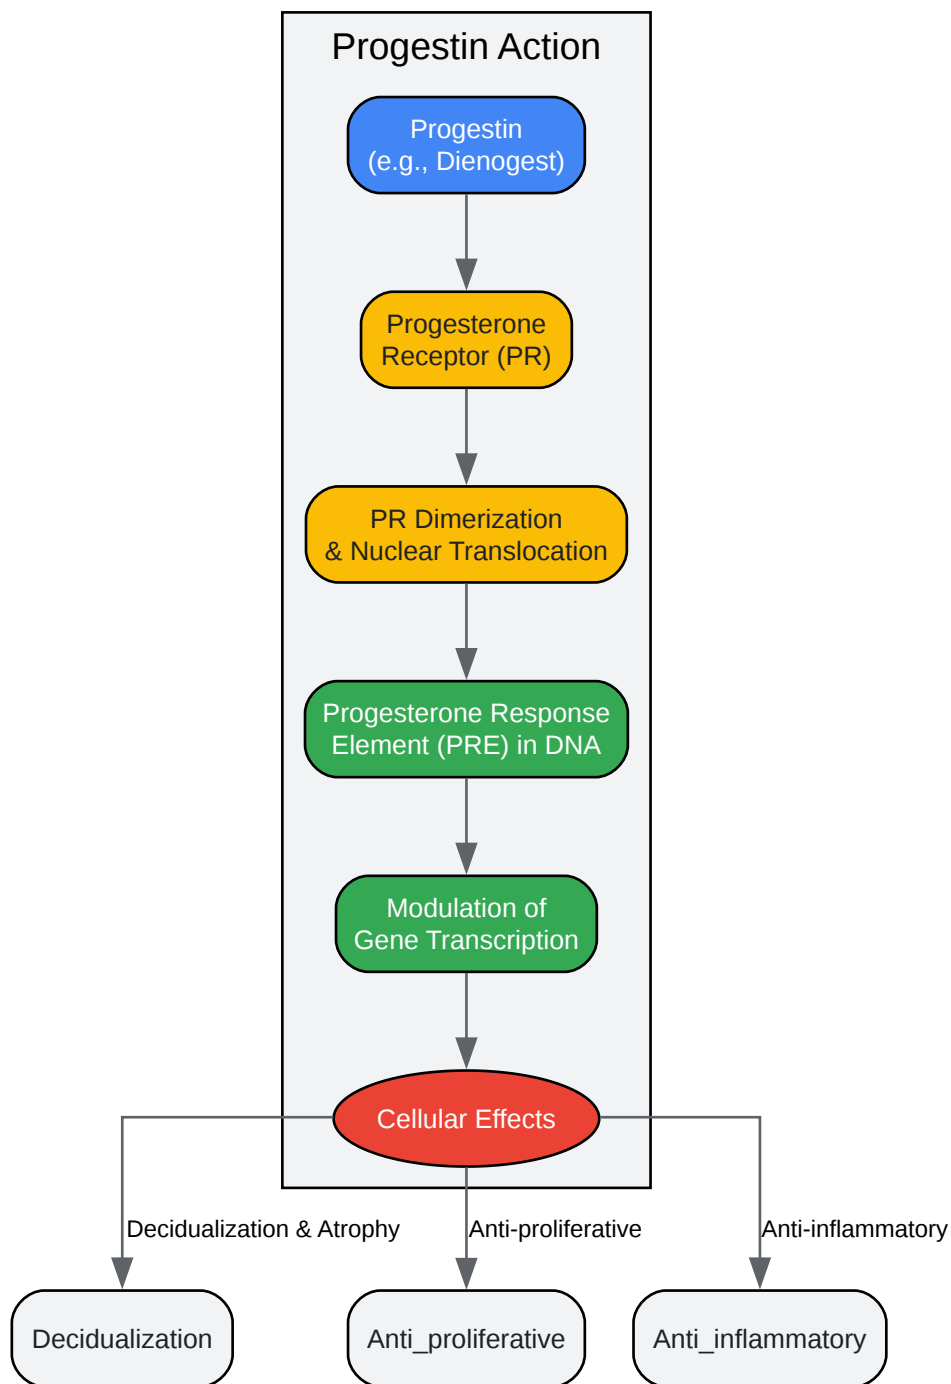 Progestin Action
Progestin
(e.g., Dienogest)
Progesterone
Receptor (PR)
PR Dimerization
& Nuclear Translocation
Progesterone Response
Element (PRE) in DNA
Modulation of
Gene Transcription
Cellular Effects
Decidualization & Atrophy
Anti-proliferative
Anti-inflammatory
Decidualization
Anti_proliferative
Anti_inflammatory